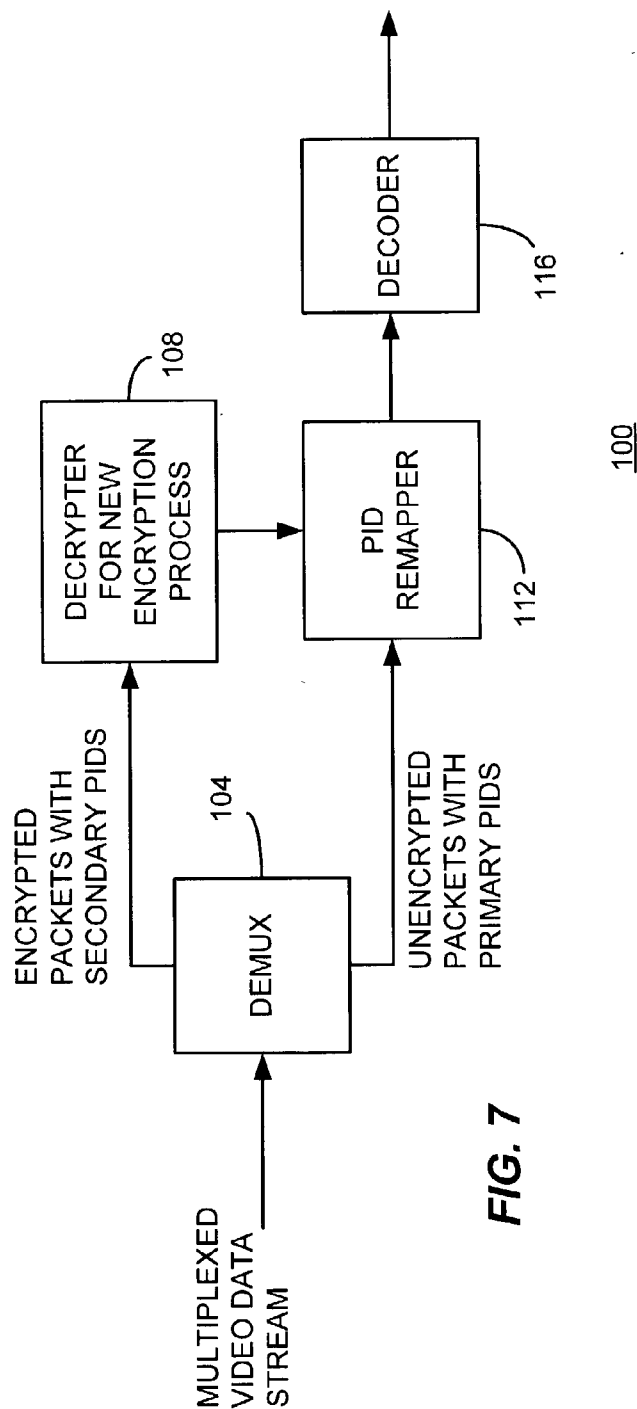 MULTIPLEXED
VIDEO DATA
STREAM
DEMUX
104
ENCRYPTED
PACKETS WITH
SECONDARY PIDS
UNENCRYPTED
PACKETS WITH
PRIMARY PIDS
DECRYPTER
FOR NEW
ENCRYPTION
PROCESS
108
PID
REMAPPER
112
DECODER
116
100
FIG. 7